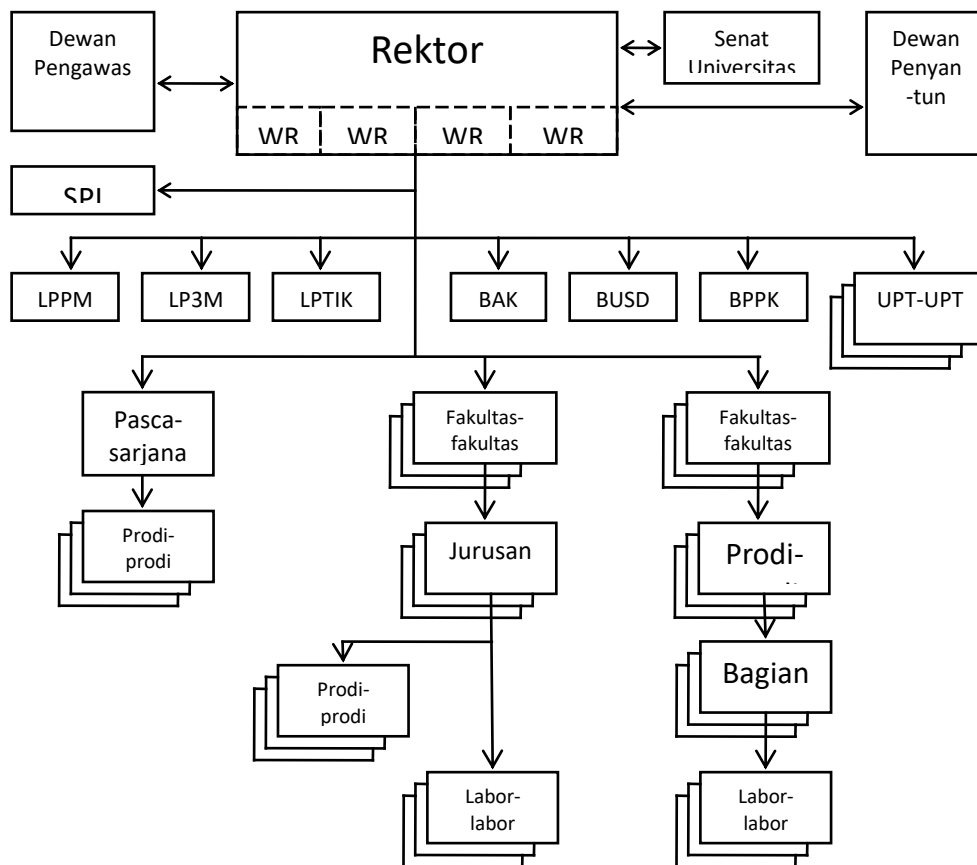 Dewan
Pengawas
Rektor
Senat
Universitas
Dewan
Penyan
-tun
WR
WR
WR
WR
SPI
LPPM
LP3M
LPTIK
BAK
BUSD
BPPK
UPT-UPT
Pasca-
sarjana
Fakultas-
fakultas
Fakultas-
fakultas
Prodi-
prodi
Jurusan
Prodi-
Prodi-
prodi
Bagian
Labor-
labor
Labor-
labor